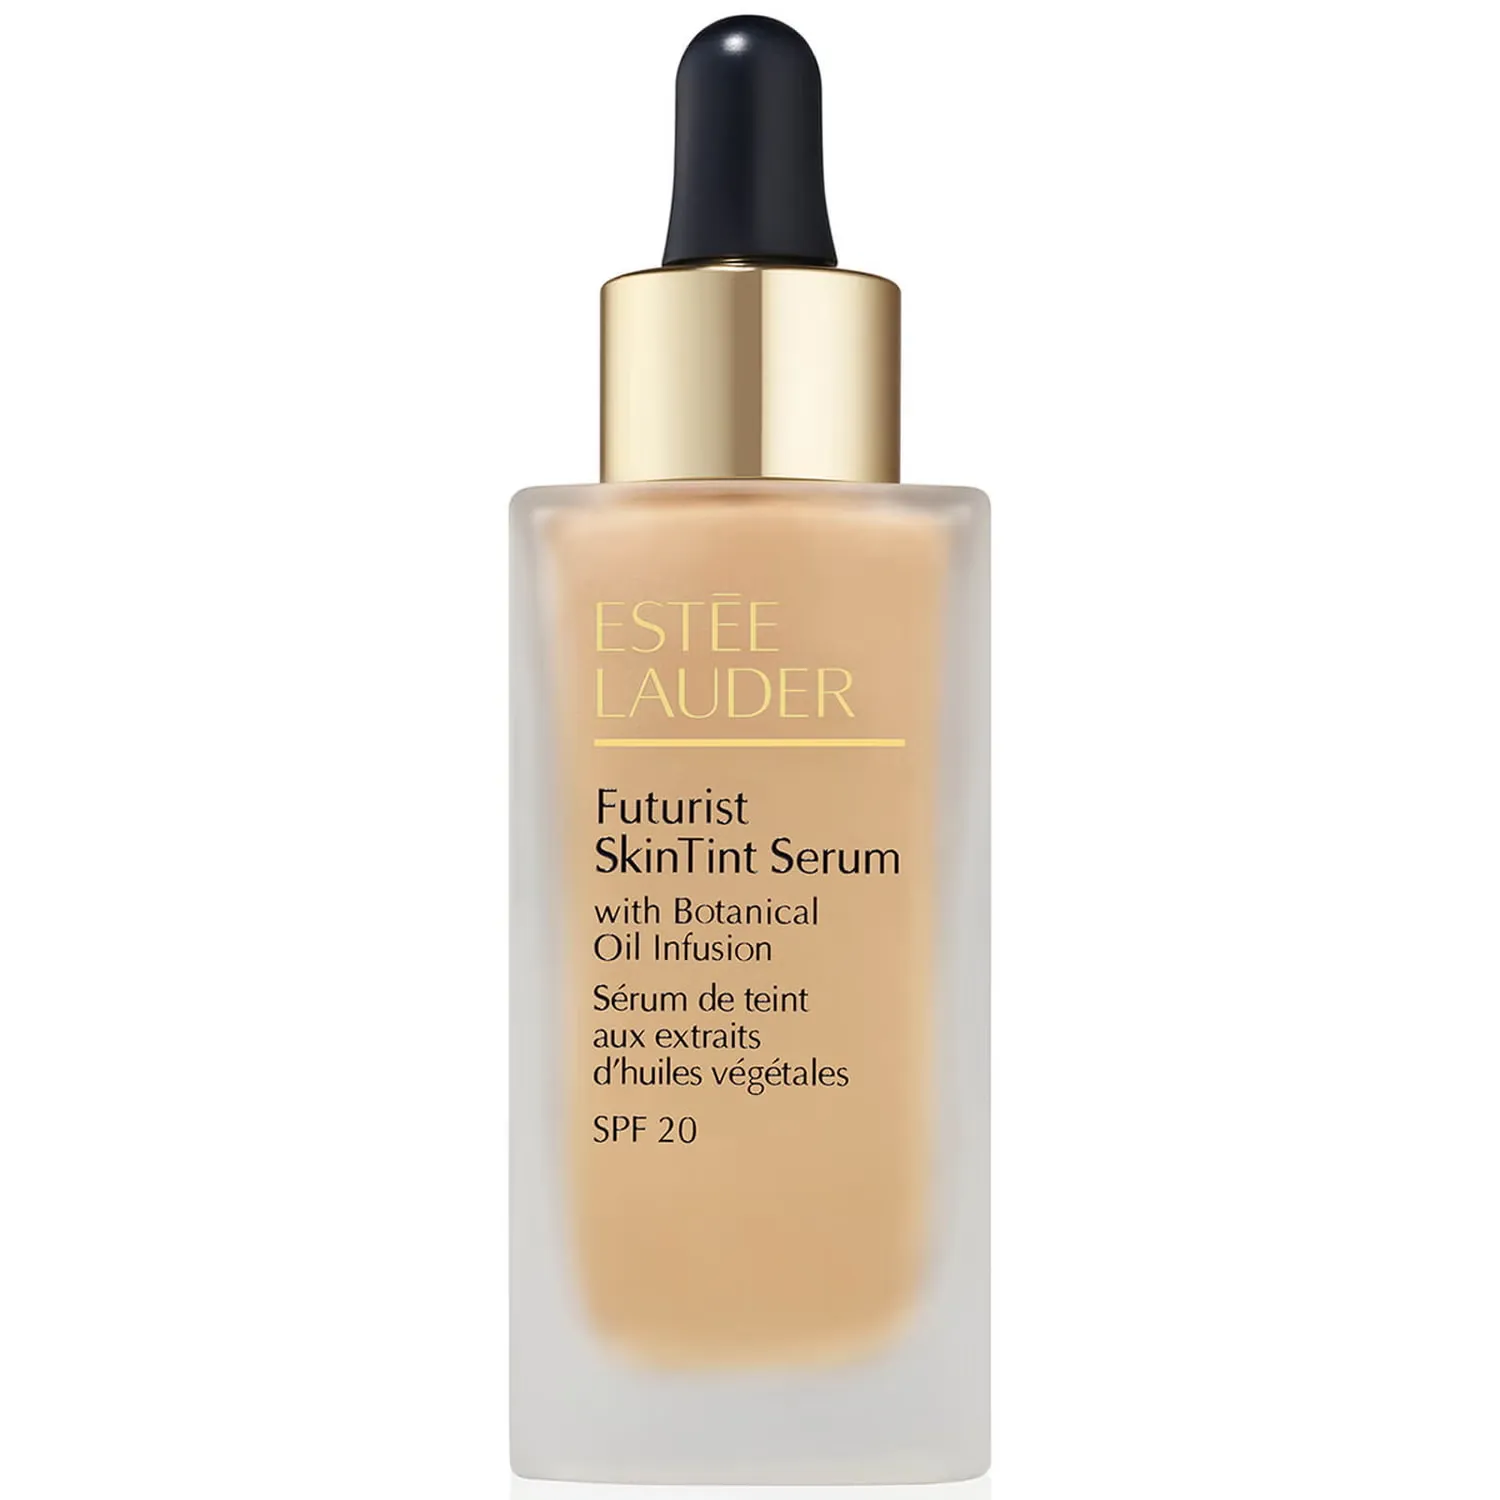 ESTĒE
LAUDER
Futurist
SkinTint Serum
with Botanical
Oil Infusion
Sérum de teint
aux extraits
d'huiles végétales
SPF 20